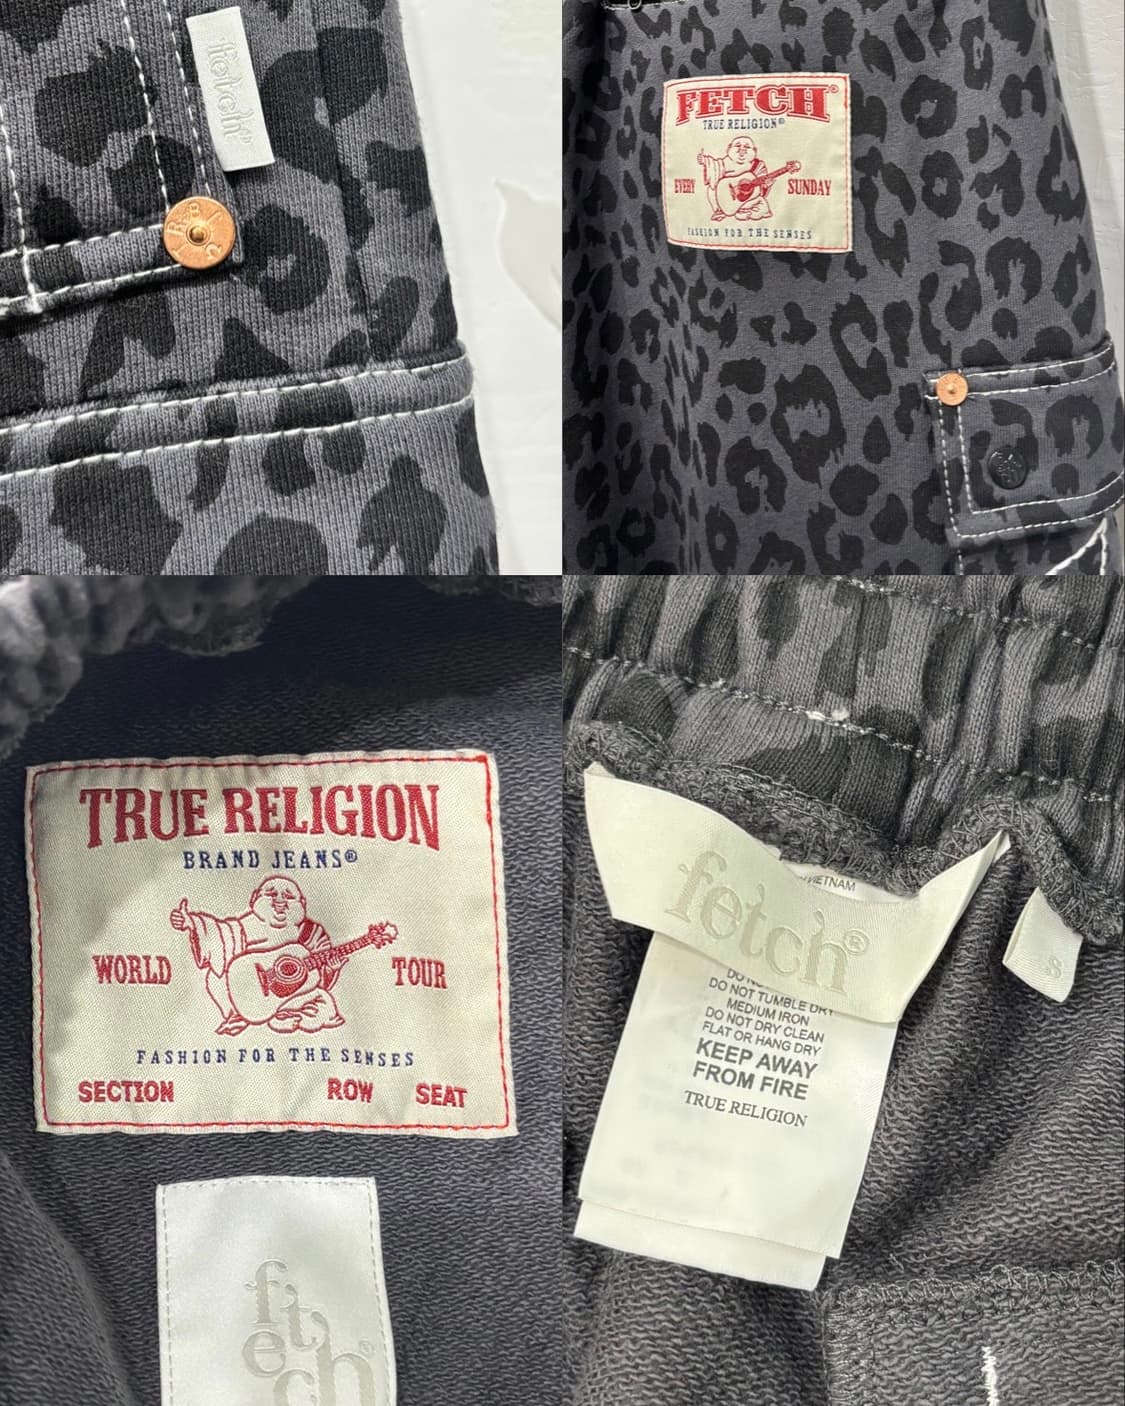 fetch®
FETCH®
TRUE RELIGION®
EVERY SUNDAY
FASHION FOR THE SENSES
TRUE RELIGION
BRAND JEANS®
WORLD TOUR
FASHION FOR THE SENSES
SECTION ROW SEAT
fetch®
VIETNAM
fetch®
S
DO NOT TUMBLE DRY
MEDIUM IRON
DO NOT DRY CLEAN
FLAT OR HANG DRY
KEEP AWAY
FROM FIRE
TRUE RELIGION